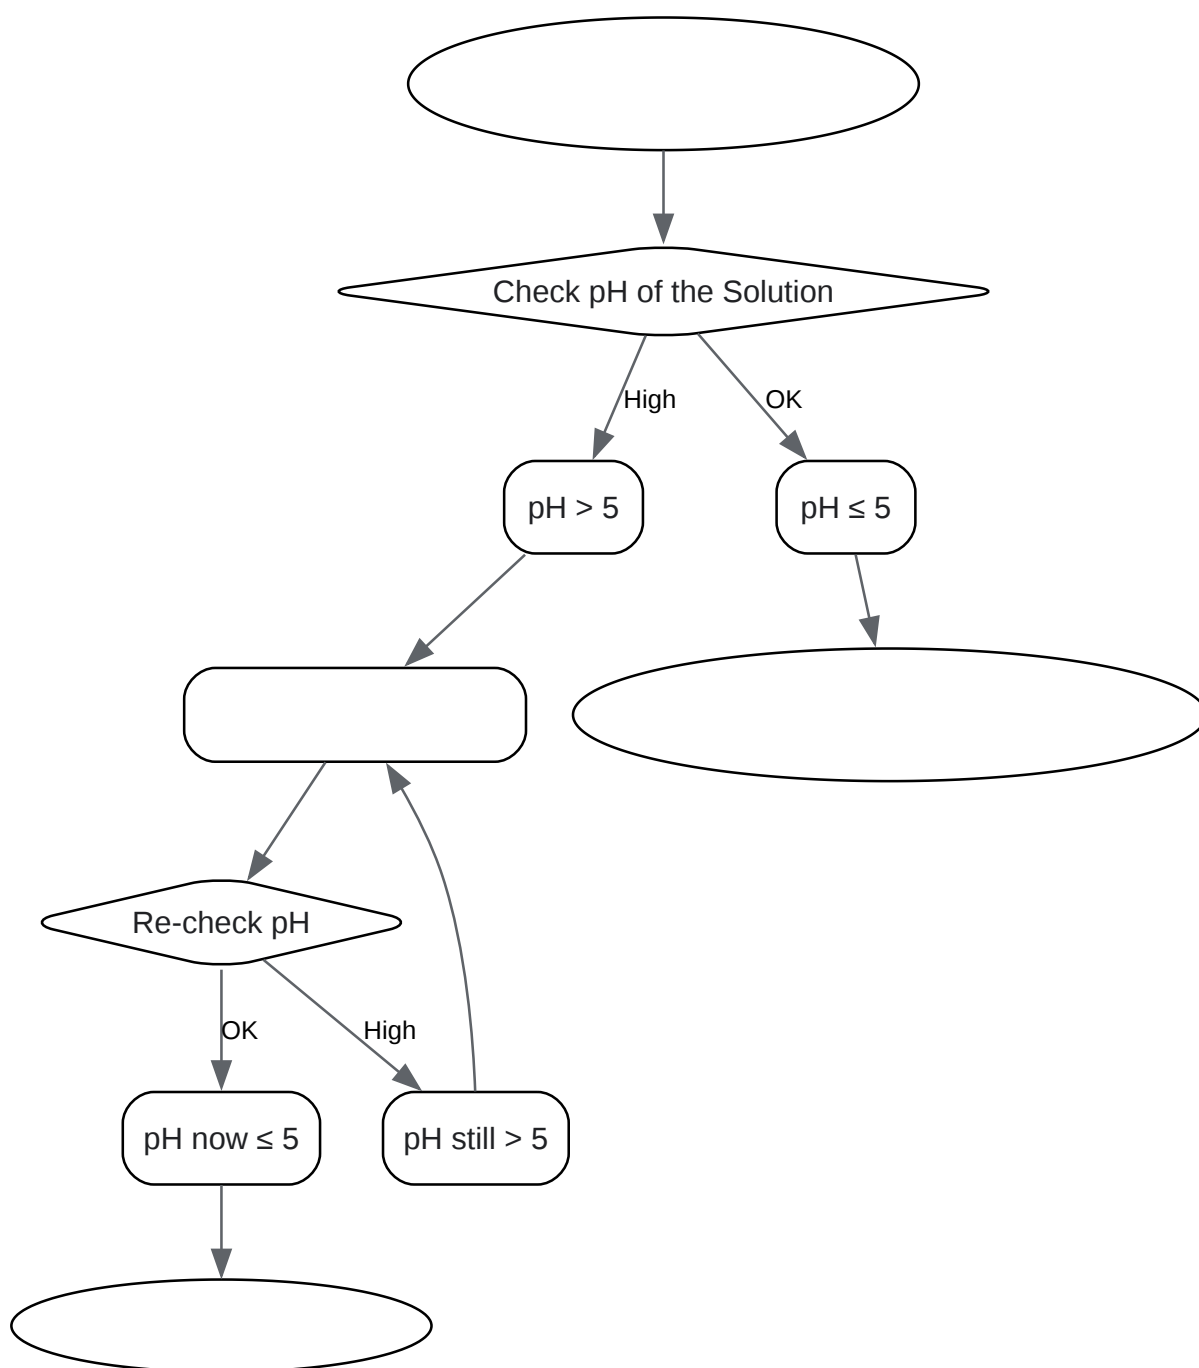 Check pH of the Solution
High
OK
pH > 5
pH ≤ 5
Re-check pH
OK
High
pH now ≤ 5
pH still > 5